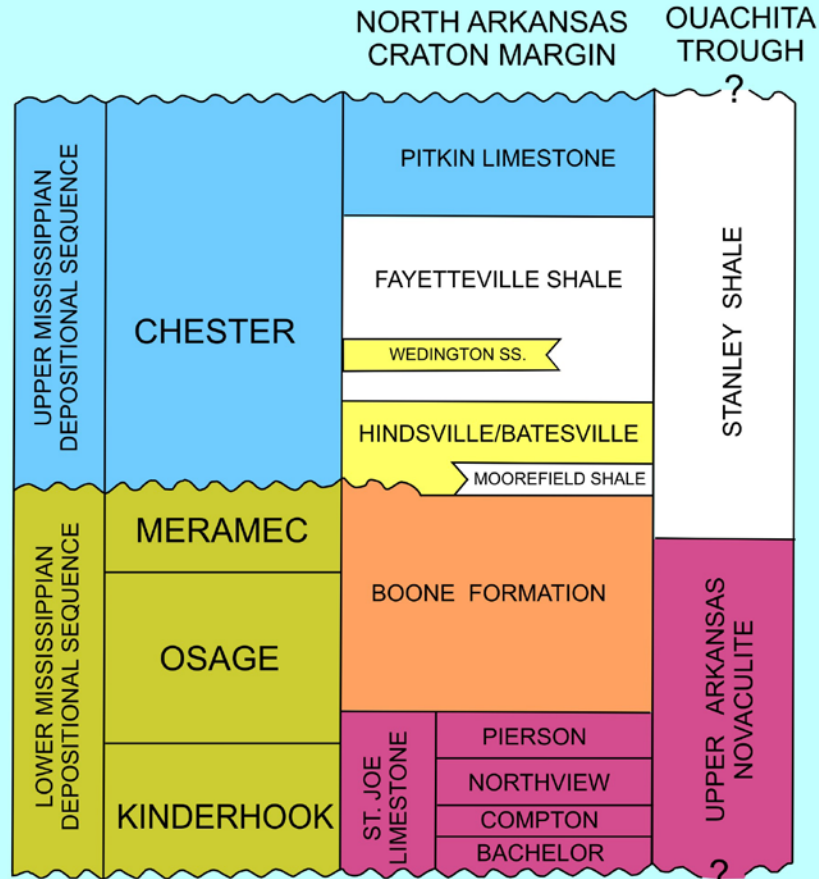 NORTH ARKANSAS
CRATON MARGIN
OUACHITA
TROUGH
?
UPPER MISSISSIPPIAN
DEPOSITIONAL SEQUENCE
CHESTER
PITKIN LIMESTONE
FAYETTEVILLE SHALE
WEDINGTON SS.
HINDSVILLE/BATESVILLE
MOOREFIELD SHALE
STANLEY SHALE
LOWER MISSISSIPPIAN
DEPOSITIONAL SEQUENCE
MERAMEC
OSAGE
KINDERHOOK
BOONE FORMATION
ST. JOE
LIMESTONE
PIERSON
NORTHVIEW
COMPTON
BACHELOR
UPPER ARKANSAS
NOVACULITE
?